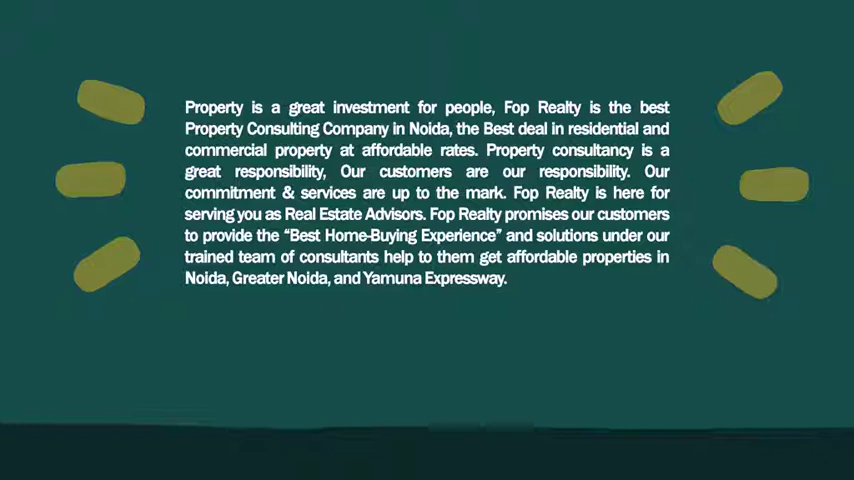 Property is a great investment for people, Fop Realty is the best
Property Consulting Company in Noida, the Best deal in residential and
commercial property at affordable rates. Property consultancy is a
great responsibility, Our customers are our responsibility. Our
commitment & services are up to the mark. Fop Realty is here for
serving you as Real Estate Advisors. Fop Realty promises our customers
to provide the “Best Home-Buying Experience” and solutions under our
trained team of consultants help to them get affordable properties in
Noida, Greater Noida, and Yamuna Expressway.